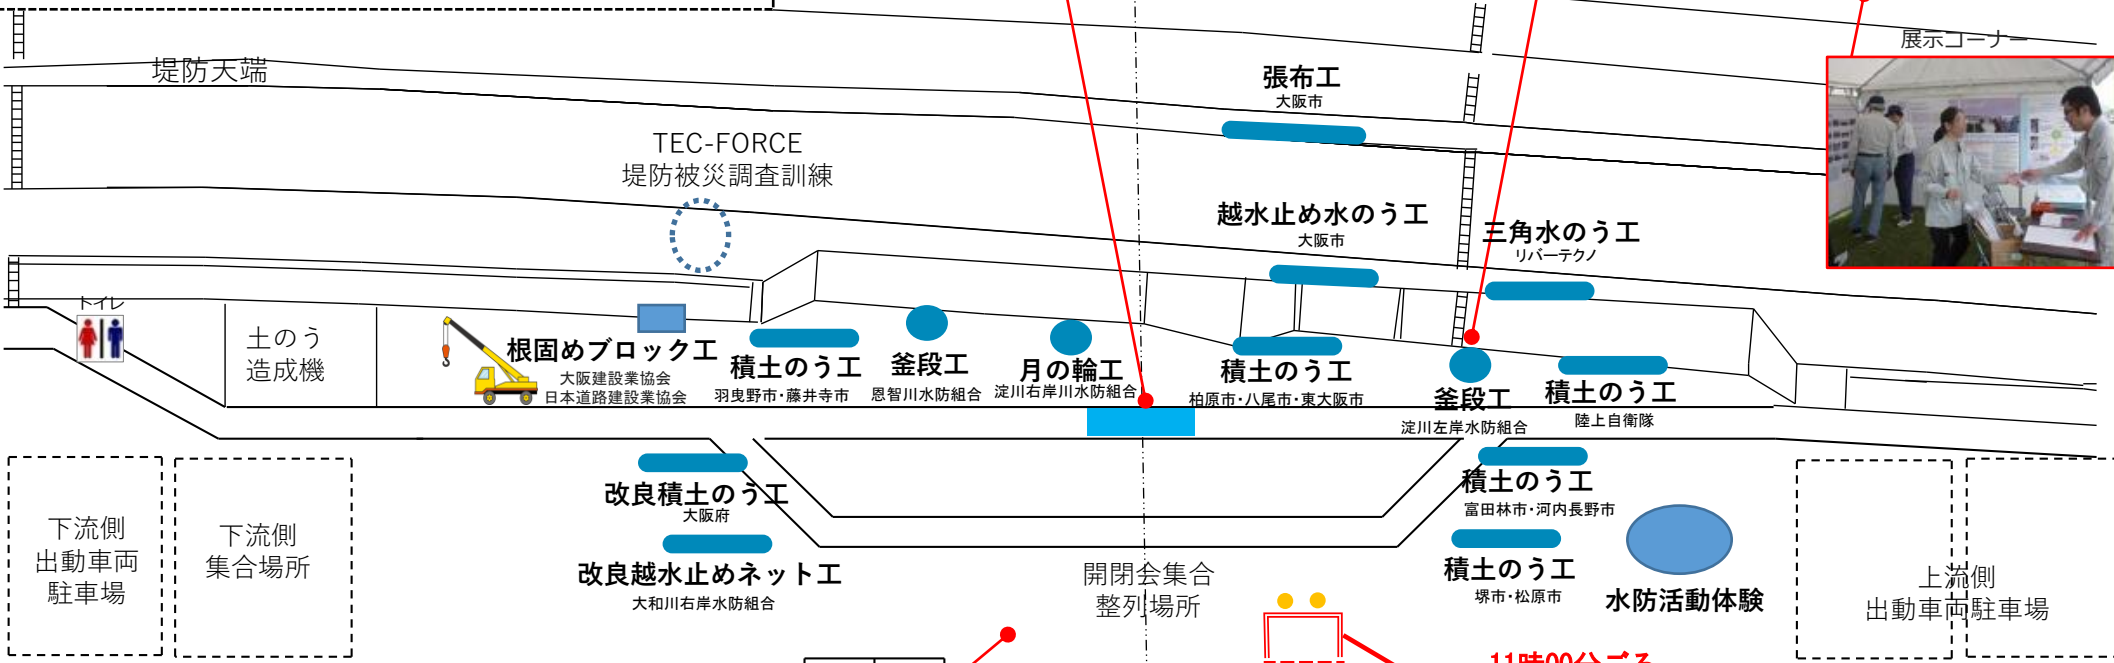 展示コーナー
堤防天端
張布工
大阪市
TEC-FORCE
堤防被災調査訓練
越水止め水のう工
大阪市
三角水のう工
リバーテクノ
トイレ
土のう
造成機
根固めブロック工
大阪建設業協会
日本道路建設業協会
積土のう工
羽曳野市・藤井寺市
釜段工
恩智川水防組合
月の輪工
淀川右岸川水防組合
積土のう工
柏原市・八尾市・東大阪市
釜段工
淀川左岸水防組合
積土のう工
陸上自衛隊
改良積土のう工
大阪府
積土のう工
富田林市・河内長野市
下流側
出動車両
駐車場
下流側
集合場所
改良越水止めネット工
大和川右岸水防組合
開閉会集合
整列場所
積土のう工
堺市・松原市
水防活動体験
上流側
出動車両駐車場
11時00分ごろ